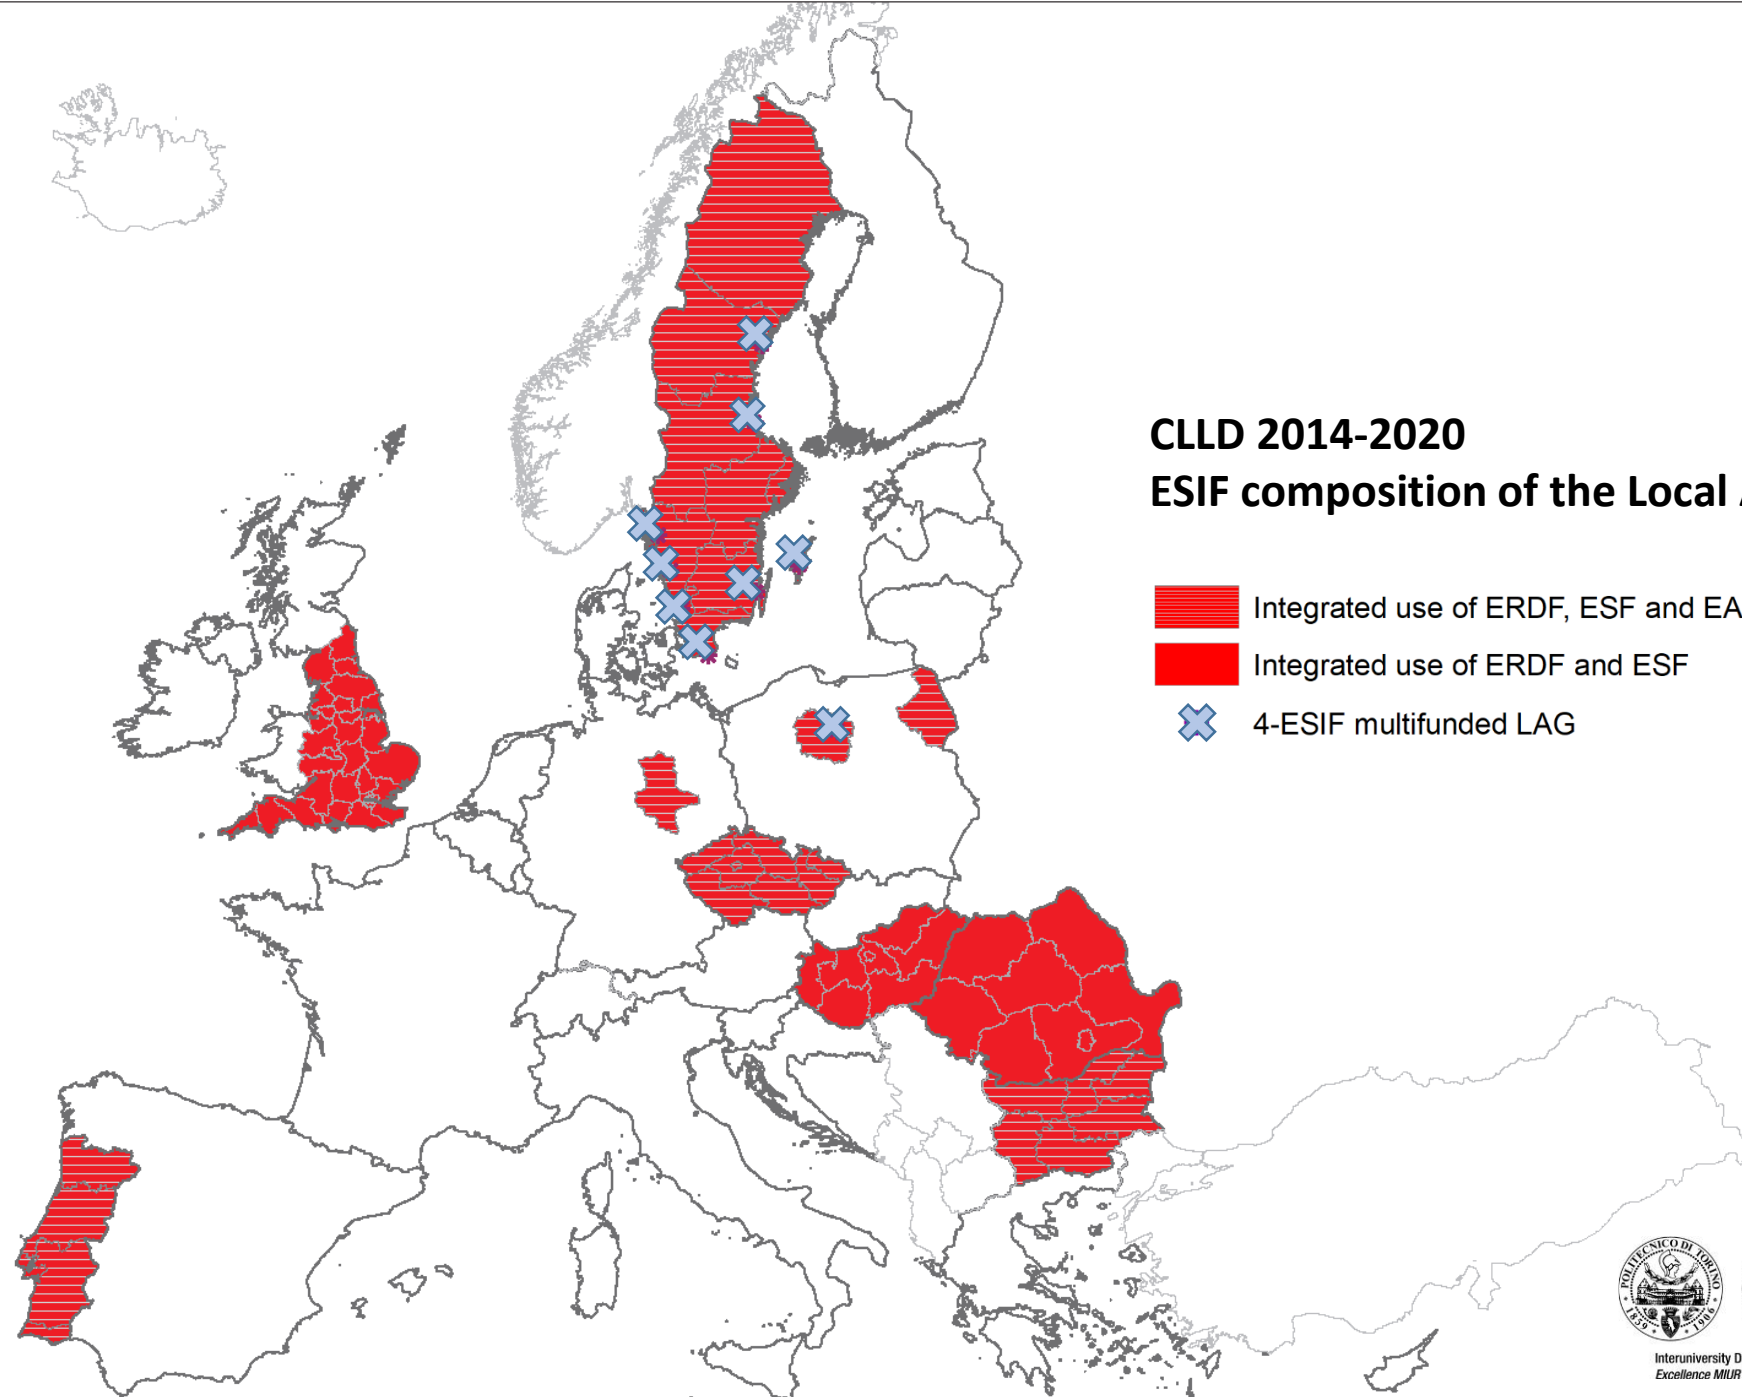 CLLD 2014-2020
ESIF composition of the Local
Integrated use of ERDF, ESF and EA
Integrated use of ERDF and ESF
4-ESIF multifunded LAG
POLITECNICO DI TORINO
1859 1906
Interuniversity D
Excellence MIUR